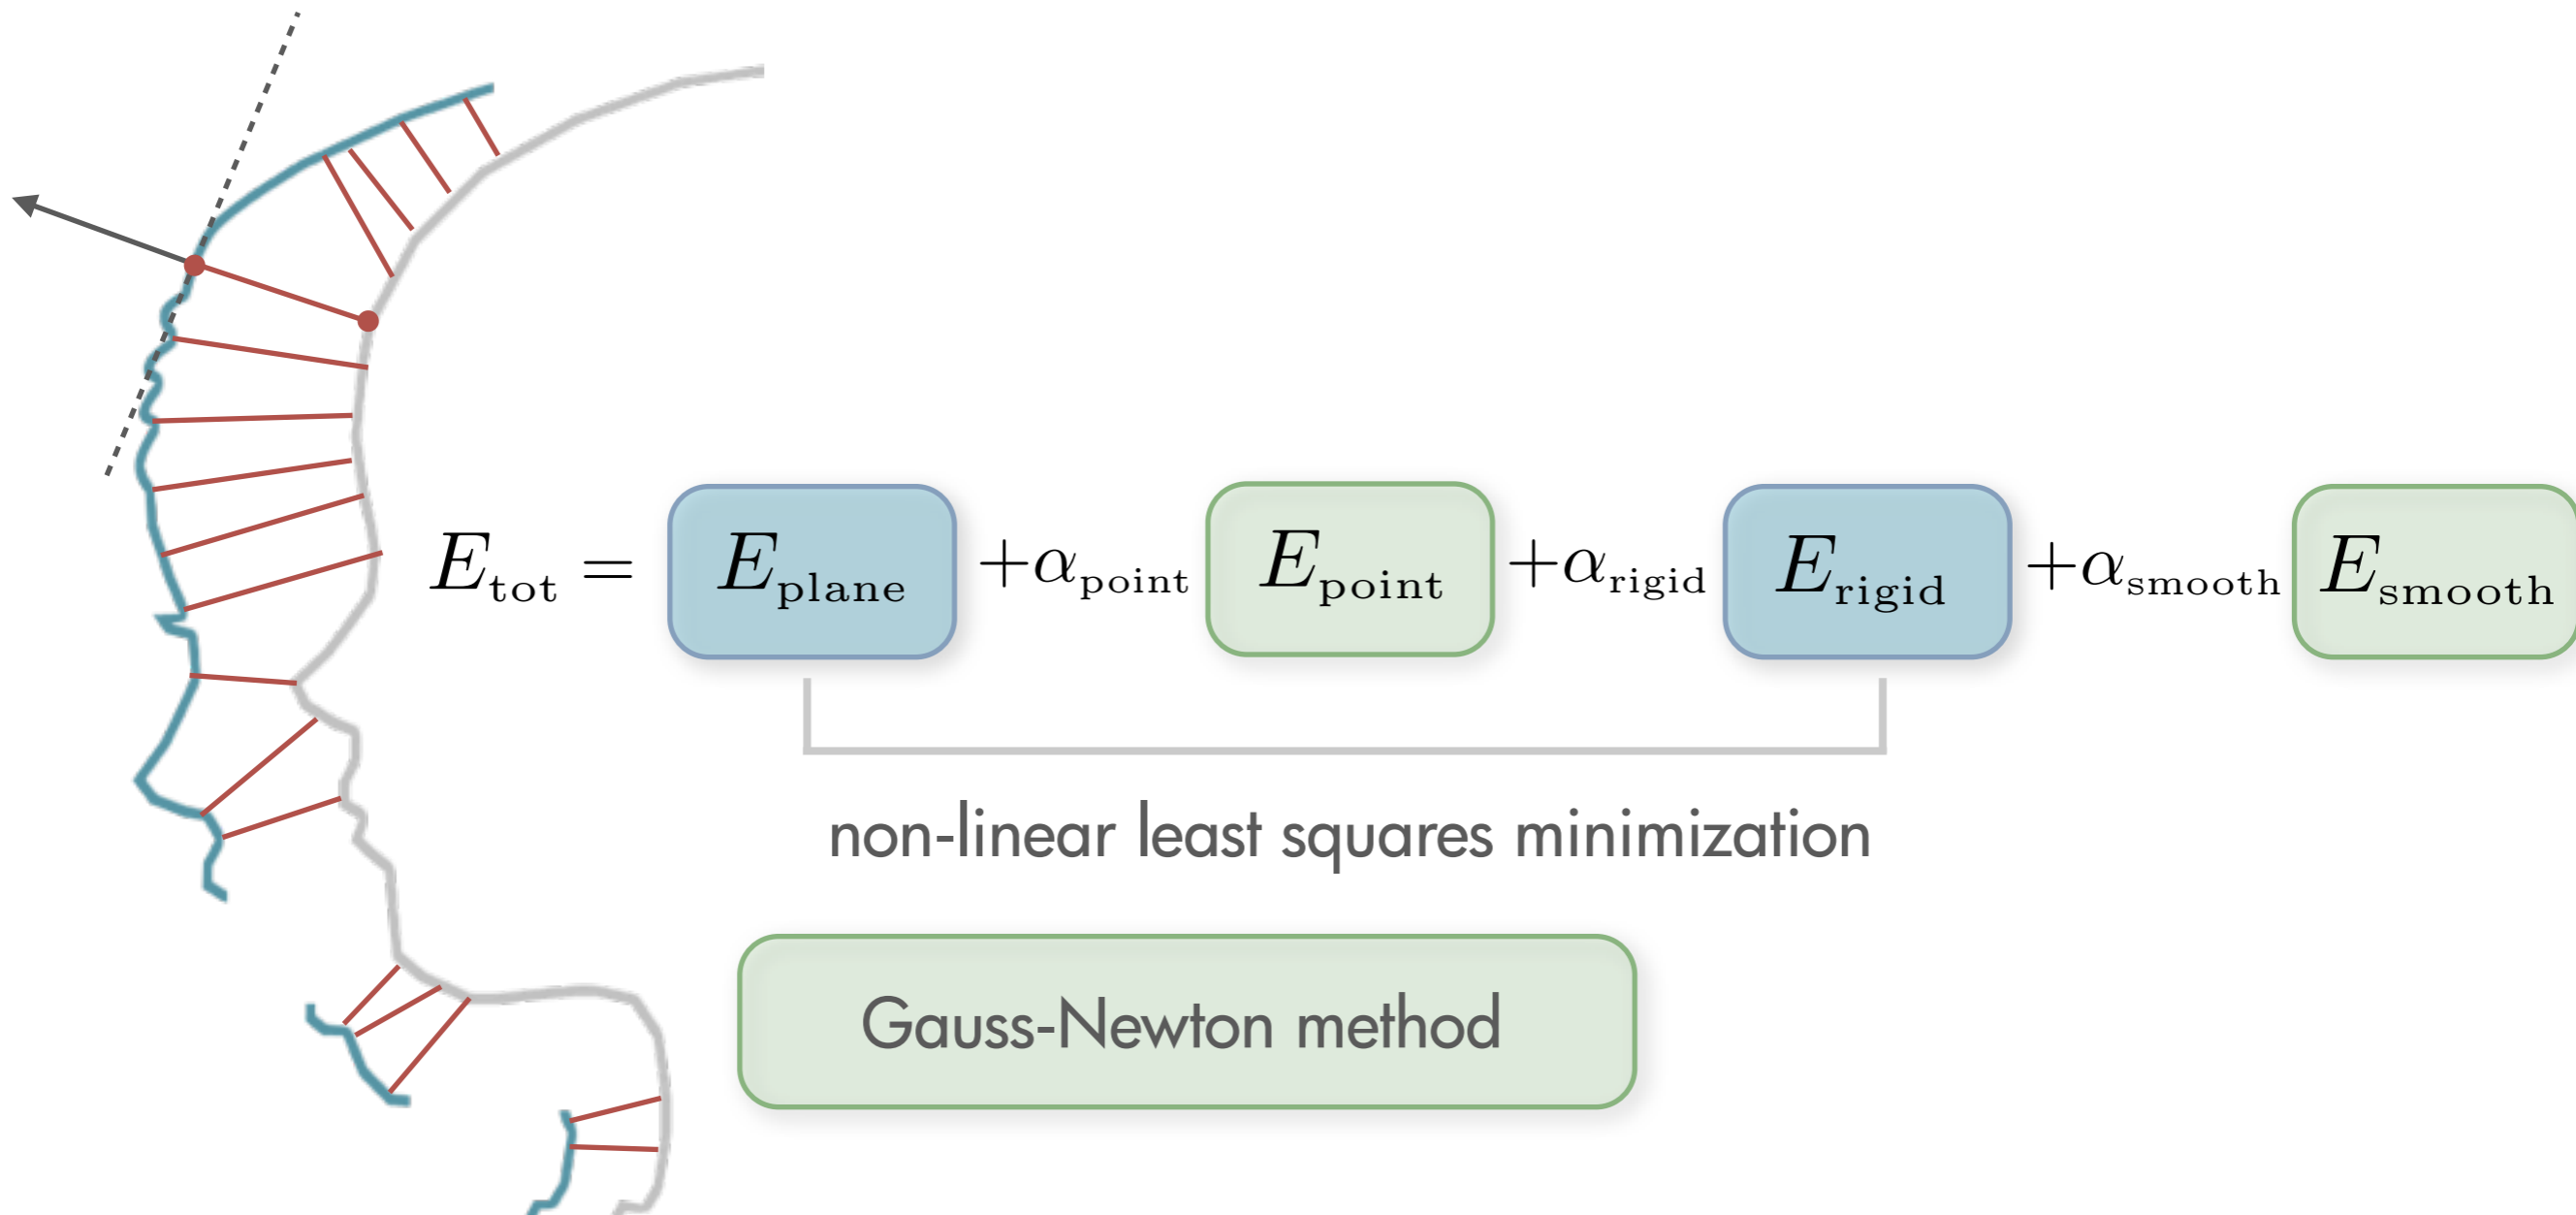 E_tot = E_plane +α_point E_point +α_rigid E_rigid +α_smooth E_smooth
non-linear least squares minimization
Gauss-Newton method